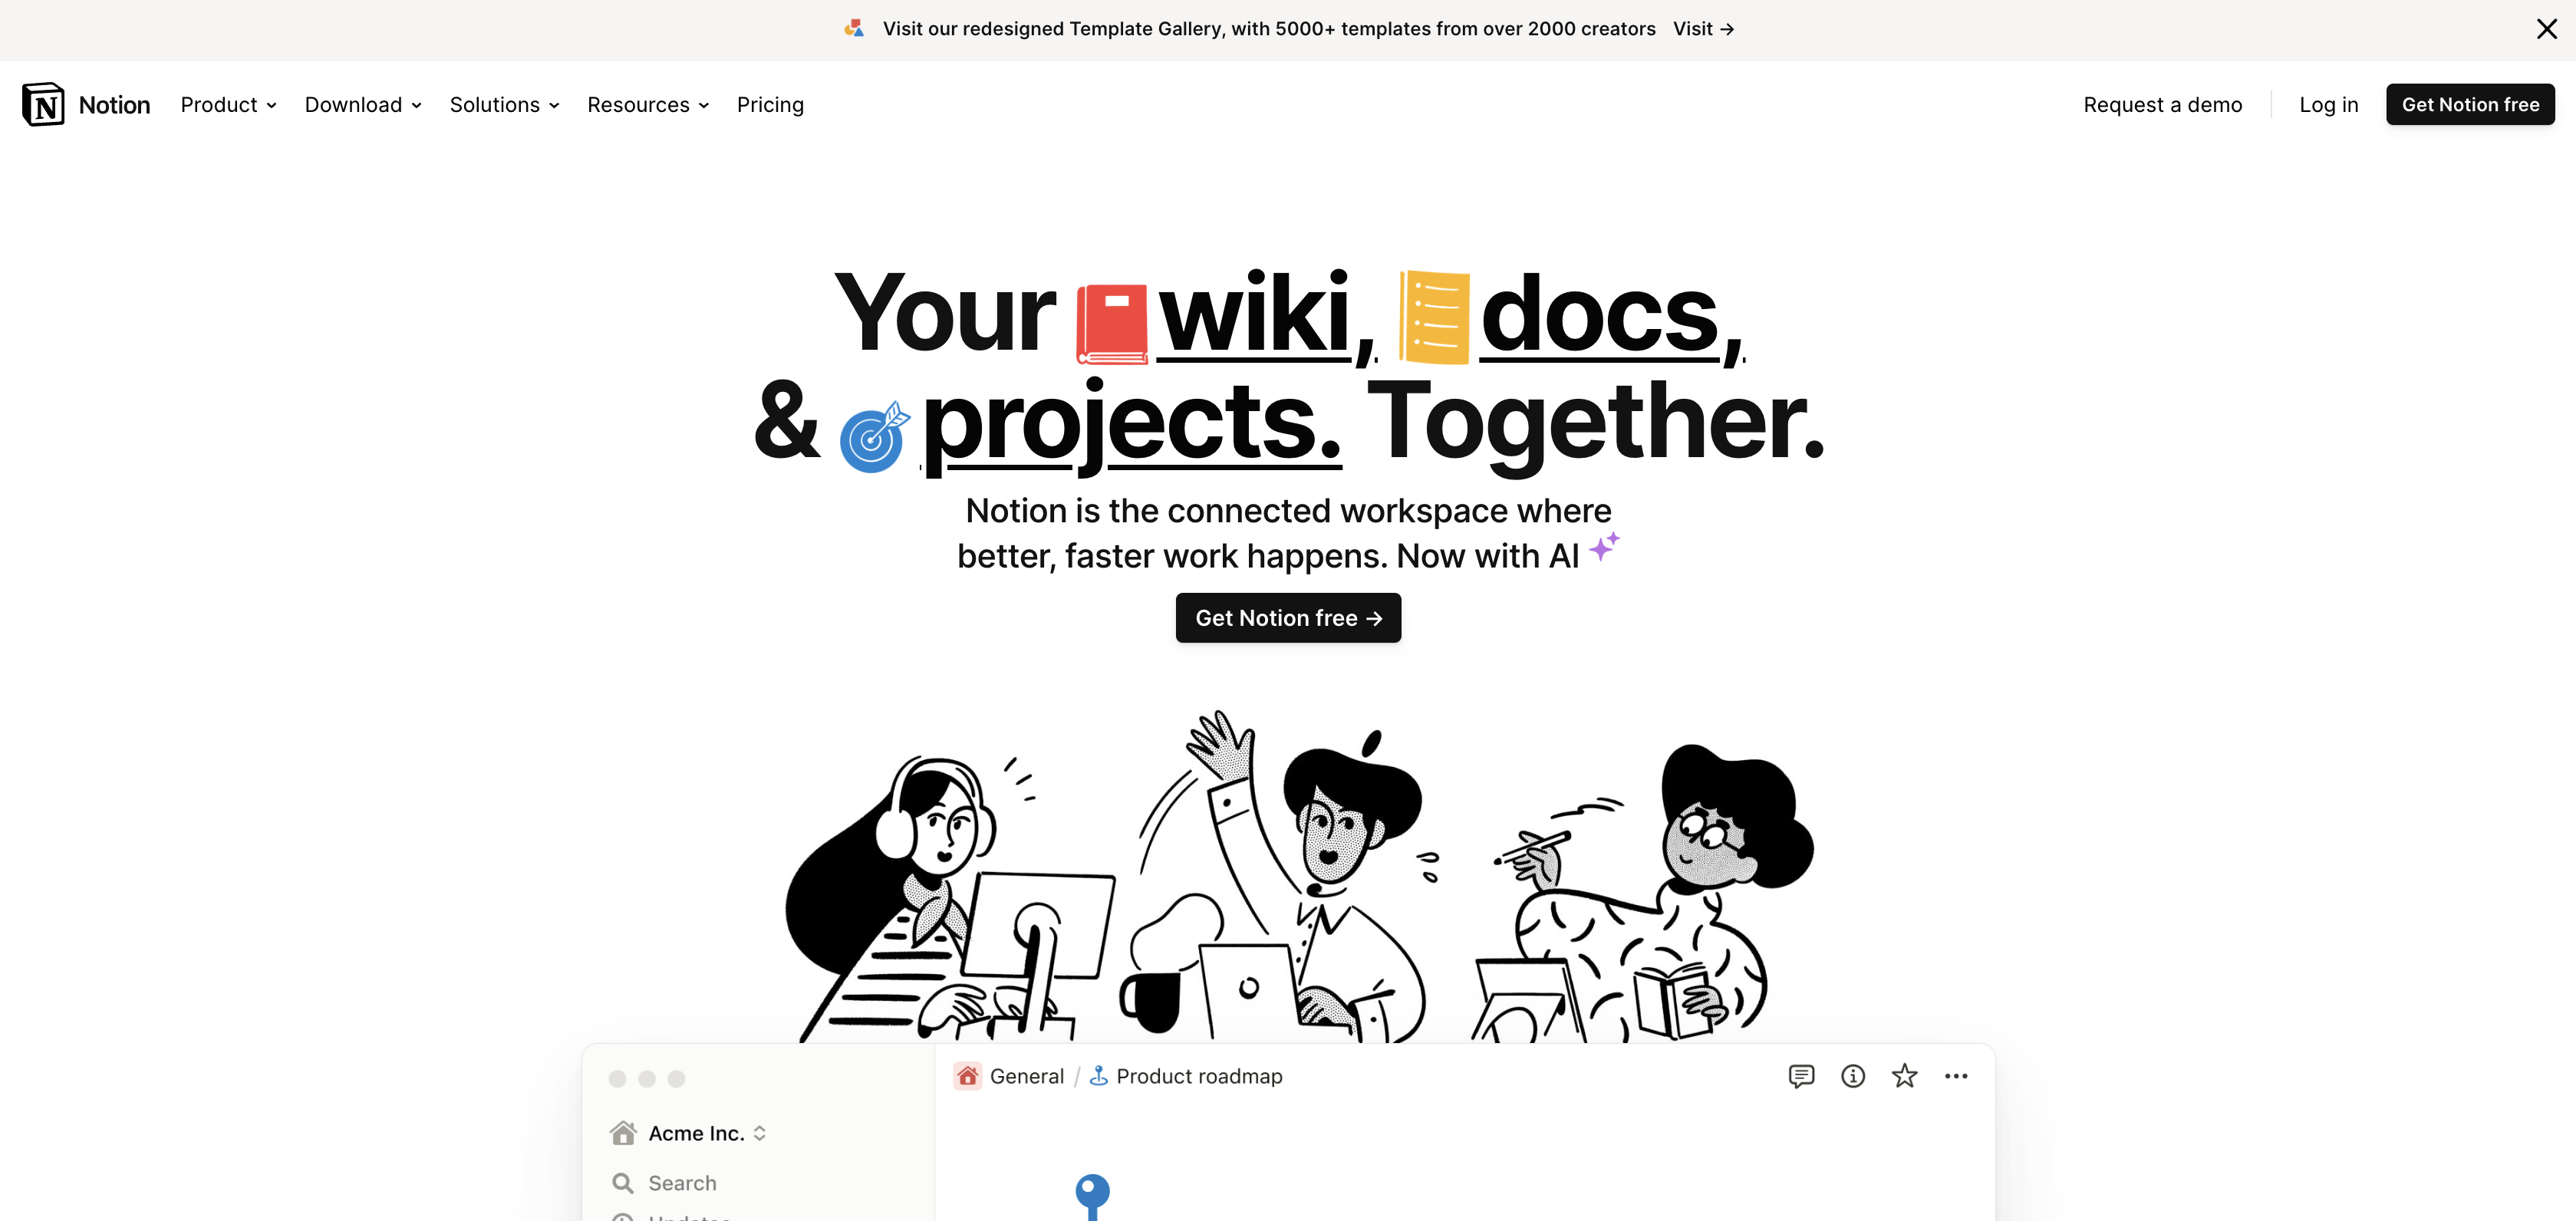 Visit our redesigned Template Gallery, with 5000+ templates from over 2000 creators Visit →
Notion Product Download Solutions Resources Pricing Request a demo Log in Get Notion free
Your wiki, docs,
& projects. Together.
Notion is the connected workspace where
better, faster work happens. Now with AI
Get Notion free →
General / Product roadmap
Acme Inc.
Search